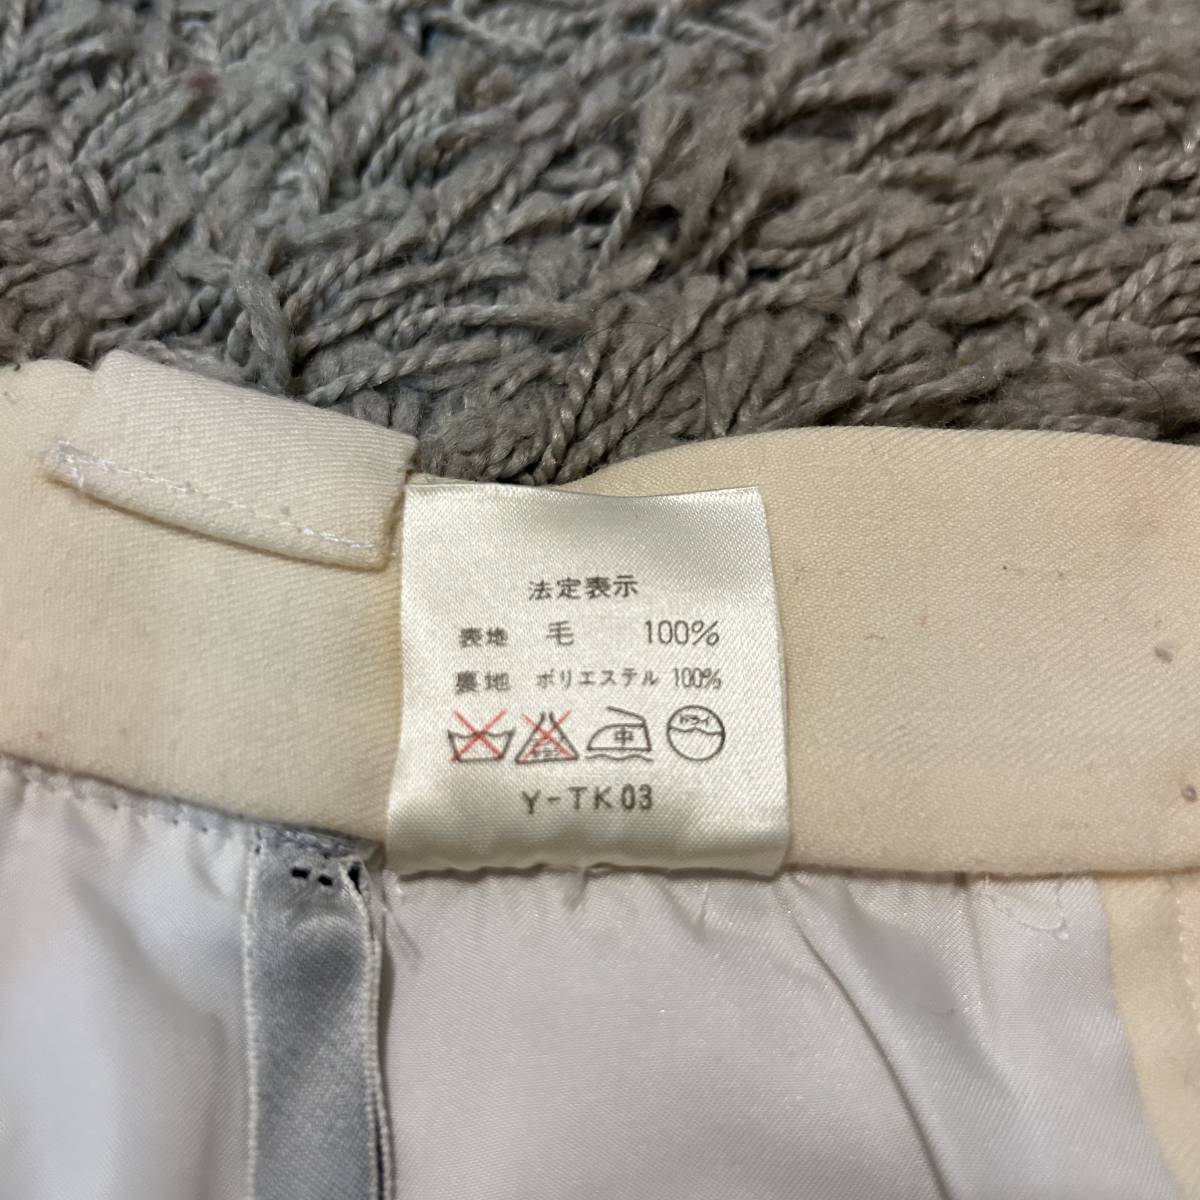 法定表示
表地 毛 100%
裏地 ポリエステル 100%
中 ドライ
Y-TK03